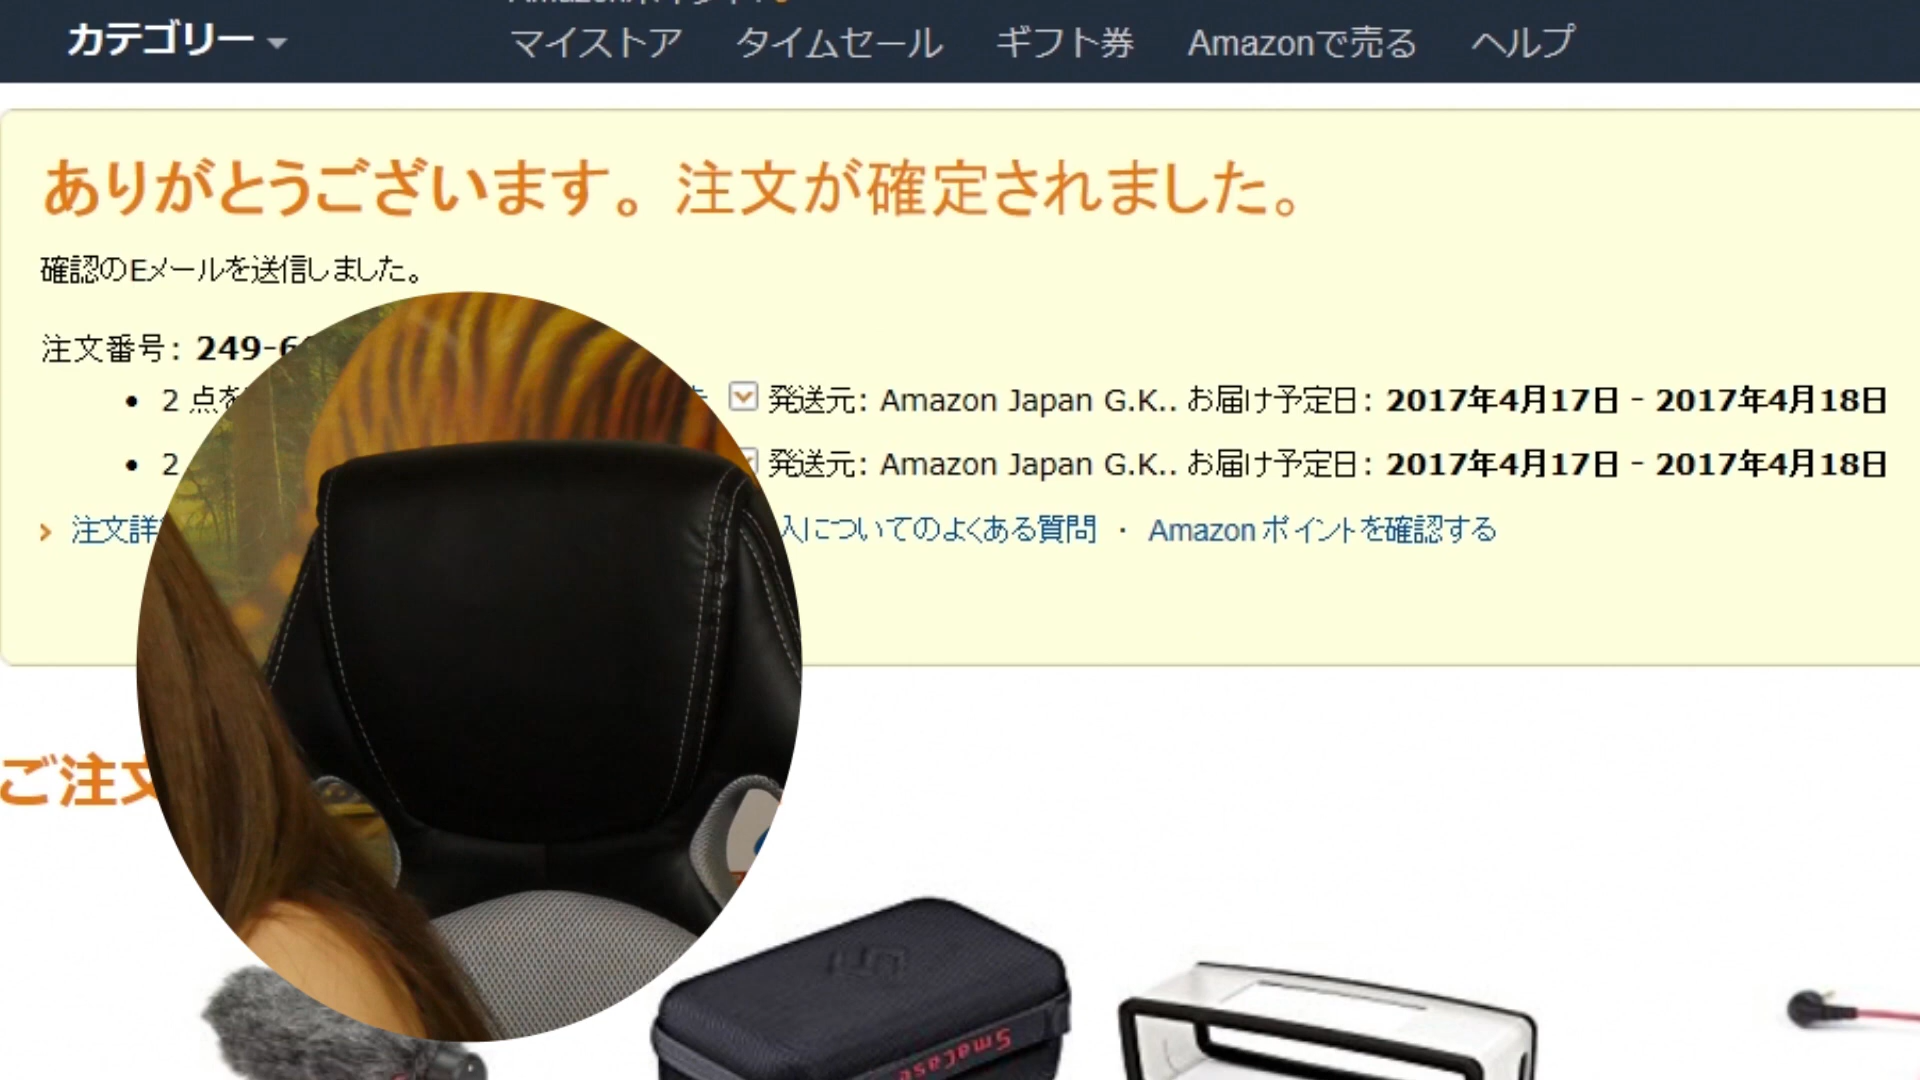 カテゴリー
マイストア タイムセール ギフト券 Amazonで売る ヘルプ
ありがとうございます。注文が確定されました。
確認のEメールを送信しました。
注文番号: 249-6
2 点を 発送元: Amazon Japan G.K.. お届け予定日: 2017年4月17日 - 2017年4月18日
2 発送元: Amazon Japan G.K.. お届け予定日: 2017年4月17日 - 2017年4月18日
注文詳 についてのよくある質問 ・ Amazon ポイントを確認する
ご注文
SmaCase